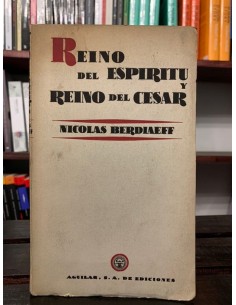 REINO
DEL ESPIRITU
Y
REINO DEL CESAR
NICOLAS BERDIAEFF
AGUILAR, S. A. DE EDICIONES